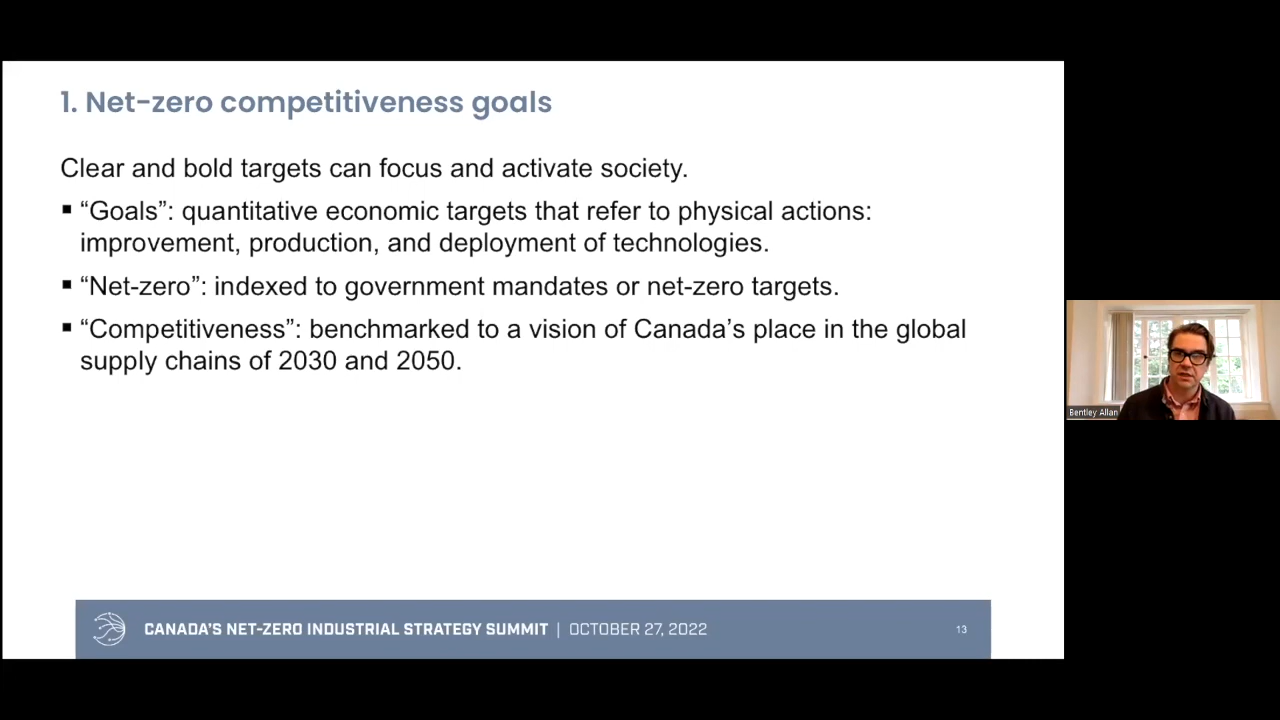 1. Net-zero competitiveness goals
Clear and bold targets can focus and activate society.
▪ “Goals”: quantitative economic targets that refer to physical actions:
improvement, production, and deployment of technologies.
▪ “Net-zero”: indexed to government mandates or net-zero targets.
▪ “Competitiveness”: benchmarked to a vision of Canada’s place in the global
supply chains of 2030 and 2050.
Bentley Allan
CANADA’S NET-ZERO INDUSTRIAL STRATEGY SUMMIT | OCTOBER 27, 2022 13